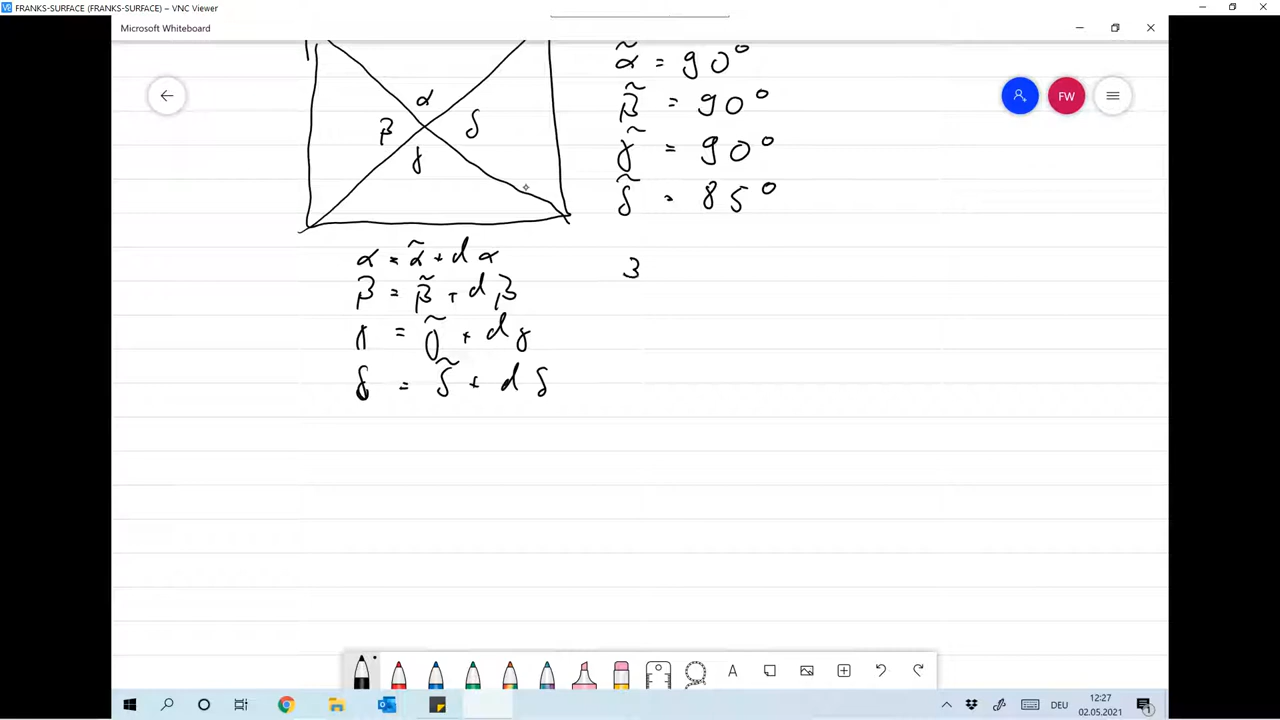 FRANKS-SURFACE (FRANKS-SURFACE) – VNC Viewer
Microsoft Whiteboard
FW
α
β
δ
γ
α̃ = 90°
β̃ = 90°
γ̃ = 90°
δ̃ = 85°
α = α̃ + dα
β = β̃ + dβ
γ = γ̃ + dγ
δ = δ̃ + dδ
3
A
DEU
12:27
02.05.2021
1